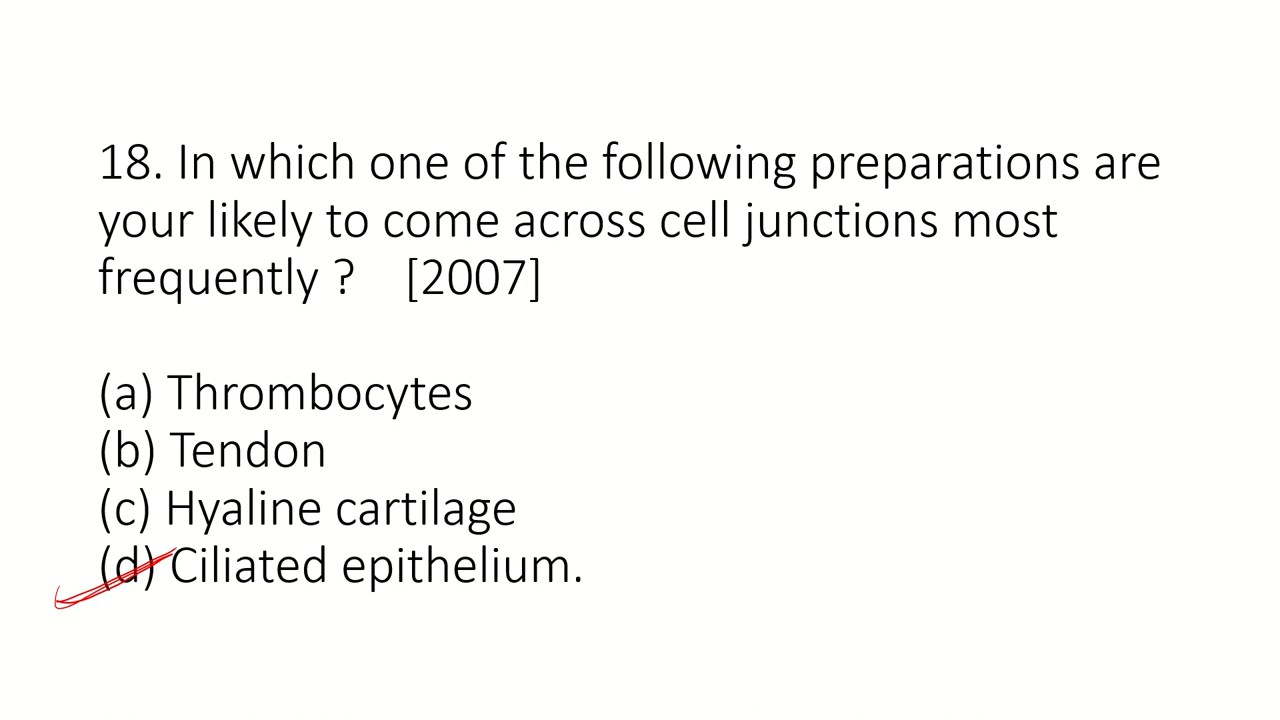 18. In which one of the following preparations are
your likely to come across cell junctions most
frequently ? [2007]
(a) Thrombocytes
(b) Tendon
(c) Hyaline cartilage
(d) Ciliated epithelium.